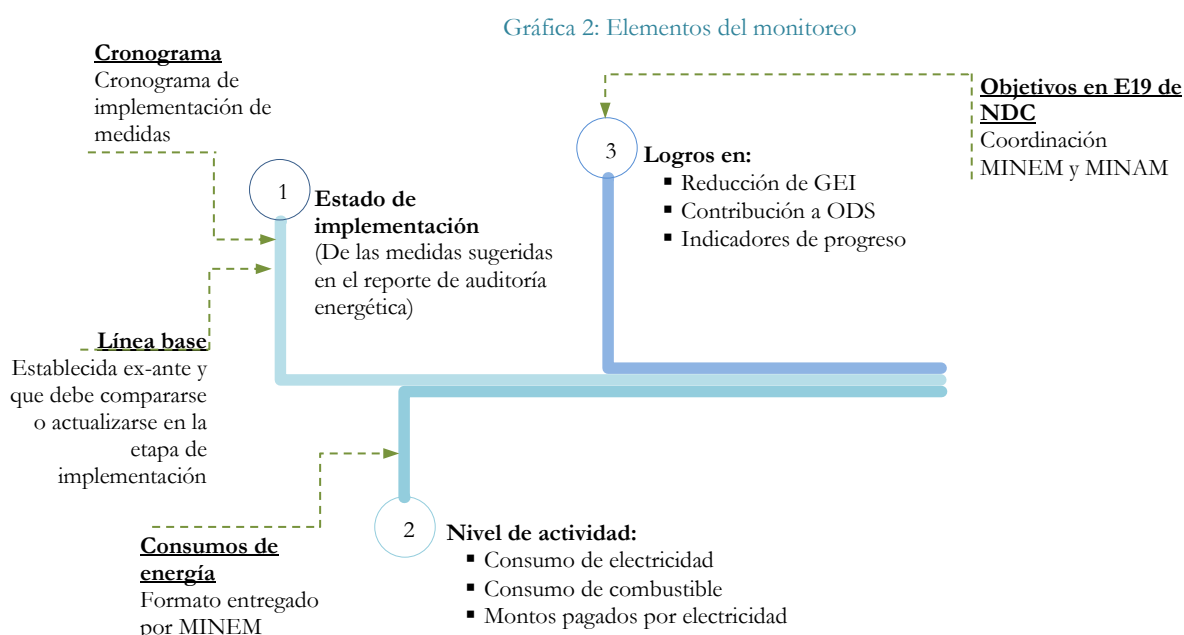 Gráfica 2: Elementos del monitoreo
Cronograma
Cronograma de
implementación de
medidas
1
Estado de
implementación
(De las medidas sugeridas
en el reporte de auditoría
energética)
Línea base
Establecida ex-ante y
que debe compararse
o actualizarse en la
etapa de
implementación
3
Logros en:
▪ Reducción de GEI
▪ Contribución a ODS
▪ Indicadores de progreso
Objetivos en E19 de
NDC
Coordinación
MINEM y MINAM
Consumos de
energía
Formato entregado
por MINEM
2
Nivel de actividad:
▪ Consumo de electricidad
▪ Consumo de combustible
▪ Montos pagados por electricidad